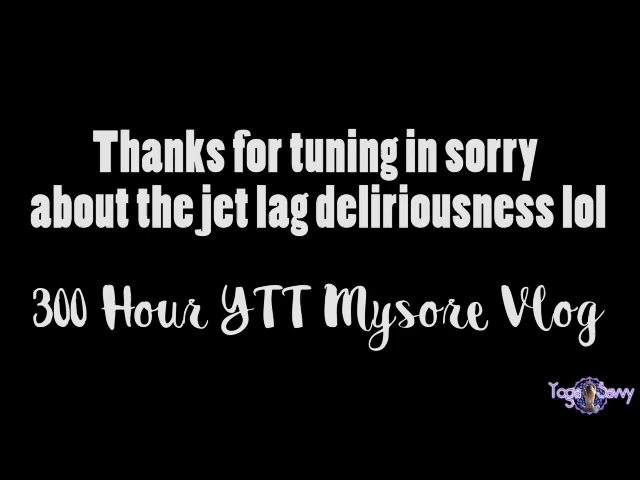 Thanks for tuning in sorry
about the jet lag deliriousness lol
300 Hour YTT Mysore Vlog
Yoga Savvy